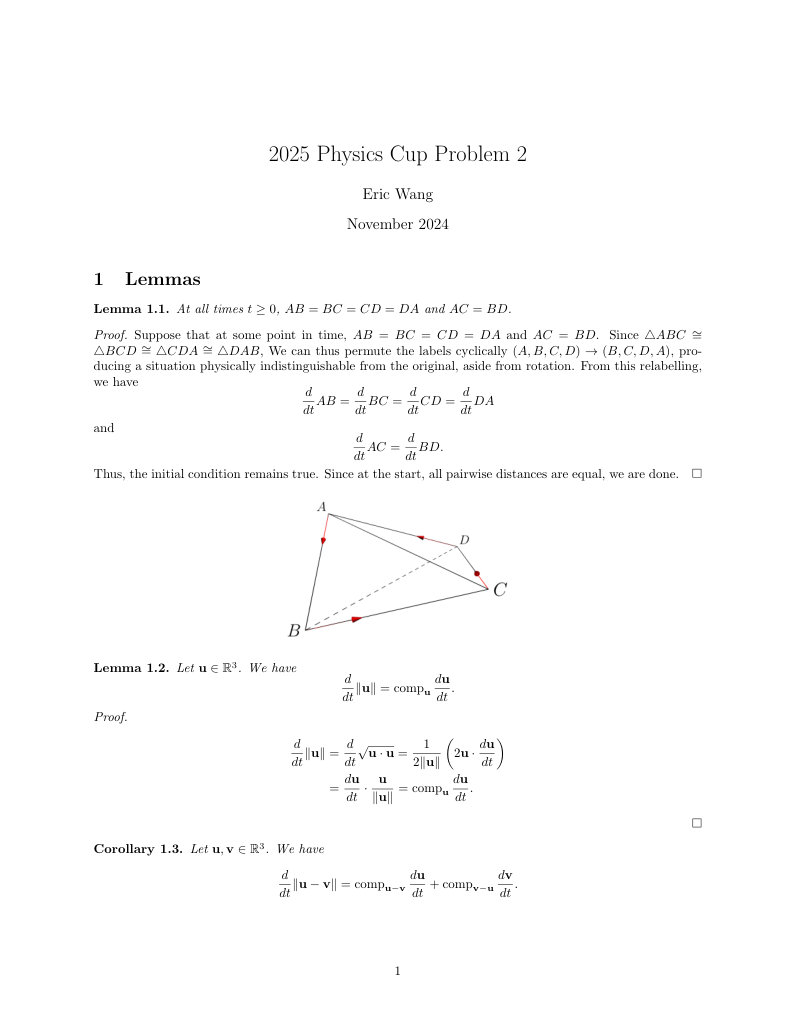 2025 Physics Cup Problem 2
Eric Wang
November 2024
1 Lemmas
Lemma 1.1. At all times t ≥ 0, AB = BC = CD = DA and AC = BD.
Proof. Suppose that at some point in time, AB = BC = CD = DA and AC = BD. Since △ABC ≅
△BCD ≅ △CDA ≅ △DAB, We can thus permute the labels cyclically (A, B, C, D) → (B, C, D, A), pro-
ducing a situation physically indistinguishable from the original, aside from rotation. From this relabelling,
we have
d/dt AB = d/dt BC = d/dt CD = d/dt DA
and
d/dt AC = d/dt BD.
Thus, the initial condition remains true. Since at the start, all pairwise distances are equal, we are done. □
A
D
C
B
Lemma 1.2. Let u ∈ ℝ³. We have
d/dt ‖u‖ = comp_u du/dt.
Proof.
d/dt ‖u‖ = d/dt √(u · u) = 1/(2‖u‖) (2u · du/dt)
= du/dt · u/‖u‖ = comp_u du/dt.
□
Corollary 1.3. Let u, v ∈ ℝ³. We have
d/dt ‖u − v‖ = comp_{u−v} du/dt + comp_{v−u} dv/dt.
1